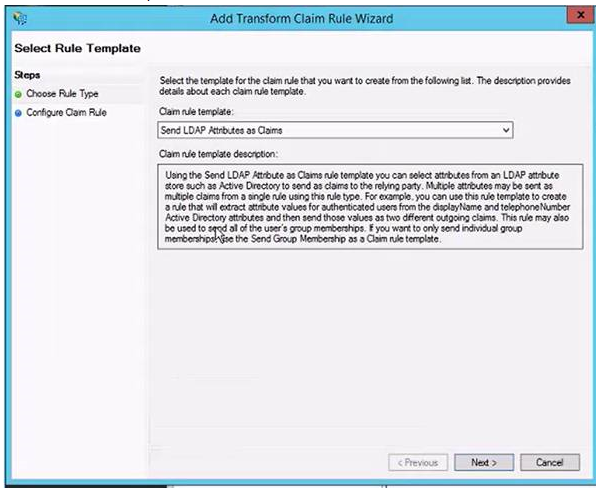 Add Transform Claim Rule Wizard
x
Select Rule Template
Steps
Choose Rule Type
Configure Claim Rule
Select the template for the claim rule that you want to create from the following list. The description provides
details about each claim rule template.
Claim rule template:
Send LDAP Attributes as Claims
Claim rule template description:
Using the Send LDAP Attribute as Claims rule template you can select attributes from an LDAP attribute
store such as Active Directory to send as claims to the relying party. Multiple attributes may be sent as
multiple claims from a single rule using this rule type. For example, you can use this rule template to create
a rule that will extract attribute values for authenticated users from the displayName and telephoneNumber
Active Directory attributes and then send those values as two different outgoing claims. This rule may also
be used to send all of the user's group memberships. If you want to only send individual group
memberships, use the Send Group Membership as a Claim rule template.
< Previous
Next >
Cancel